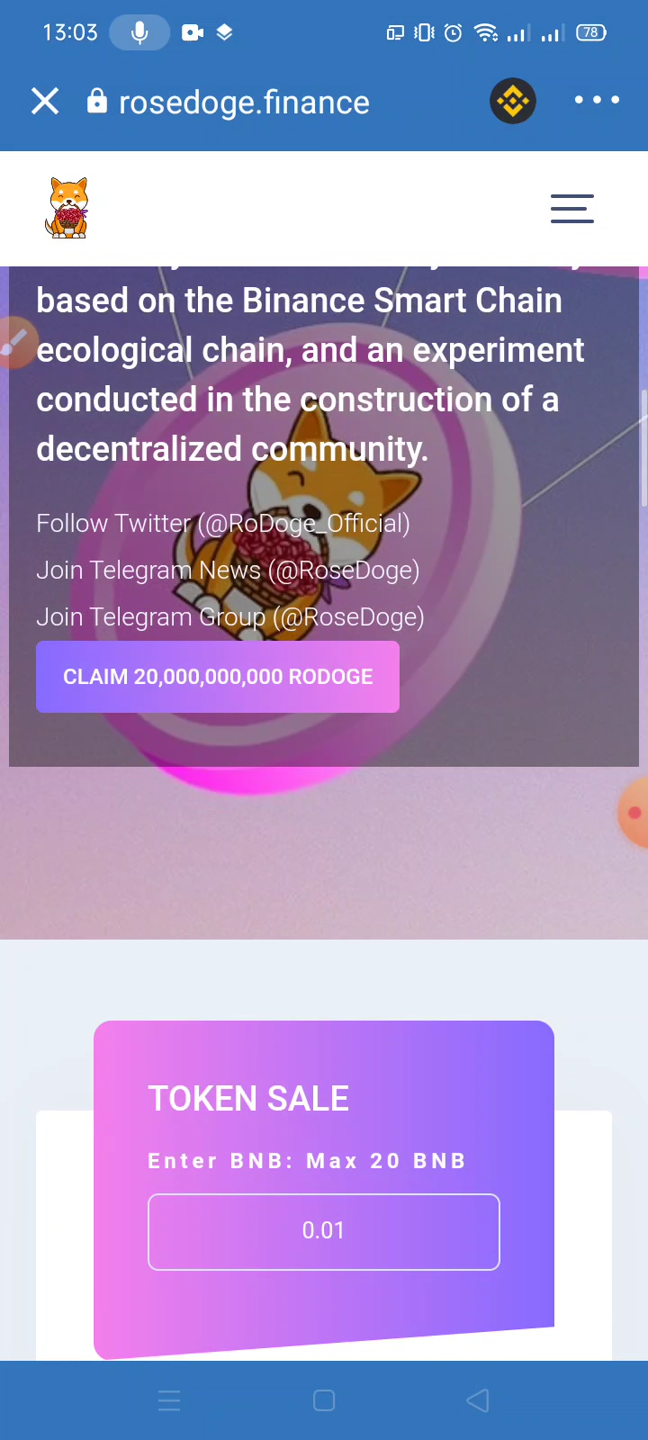 13:03
78
rosedoge.finance
based on the Binance Smart Chain
ecological chain, and an experiment
conducted in the construction of a
decentralized community.
Follow Twitter (@RoDoge_Official)
Join Telegram News (@RoseDoge)
Join Telegram Group (@RoseDoge)
CLAIM 20,000,000,000 RODOGE
TOKEN SALE
Enter BNB: Max 20 BNB
0.01